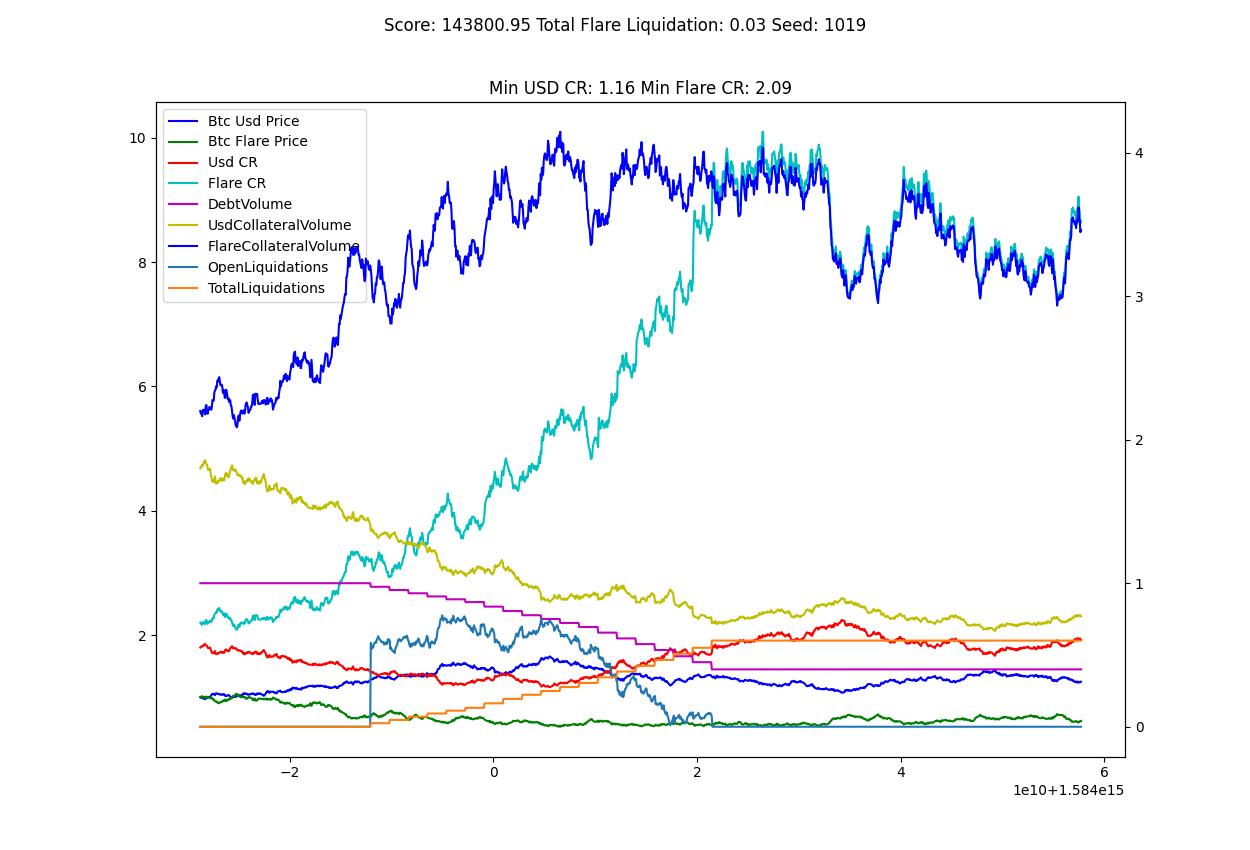 Score: 143800.95 Total Flare Liquidation: 0.03 Seed: 1019
Min USD CR: 1.16 Min Flare CR: 2.09
Btc Usd Price
Btc Flare Price
Usd CR
Flare CR
DebtVolume
UsdCollateralVolume
FlareCollateralVolume
OpenLiquidations
TotalLiquidations
10
8
6
4
2
4
3
2
1
0
−2
0
2
4
6
1e10+1.584e15